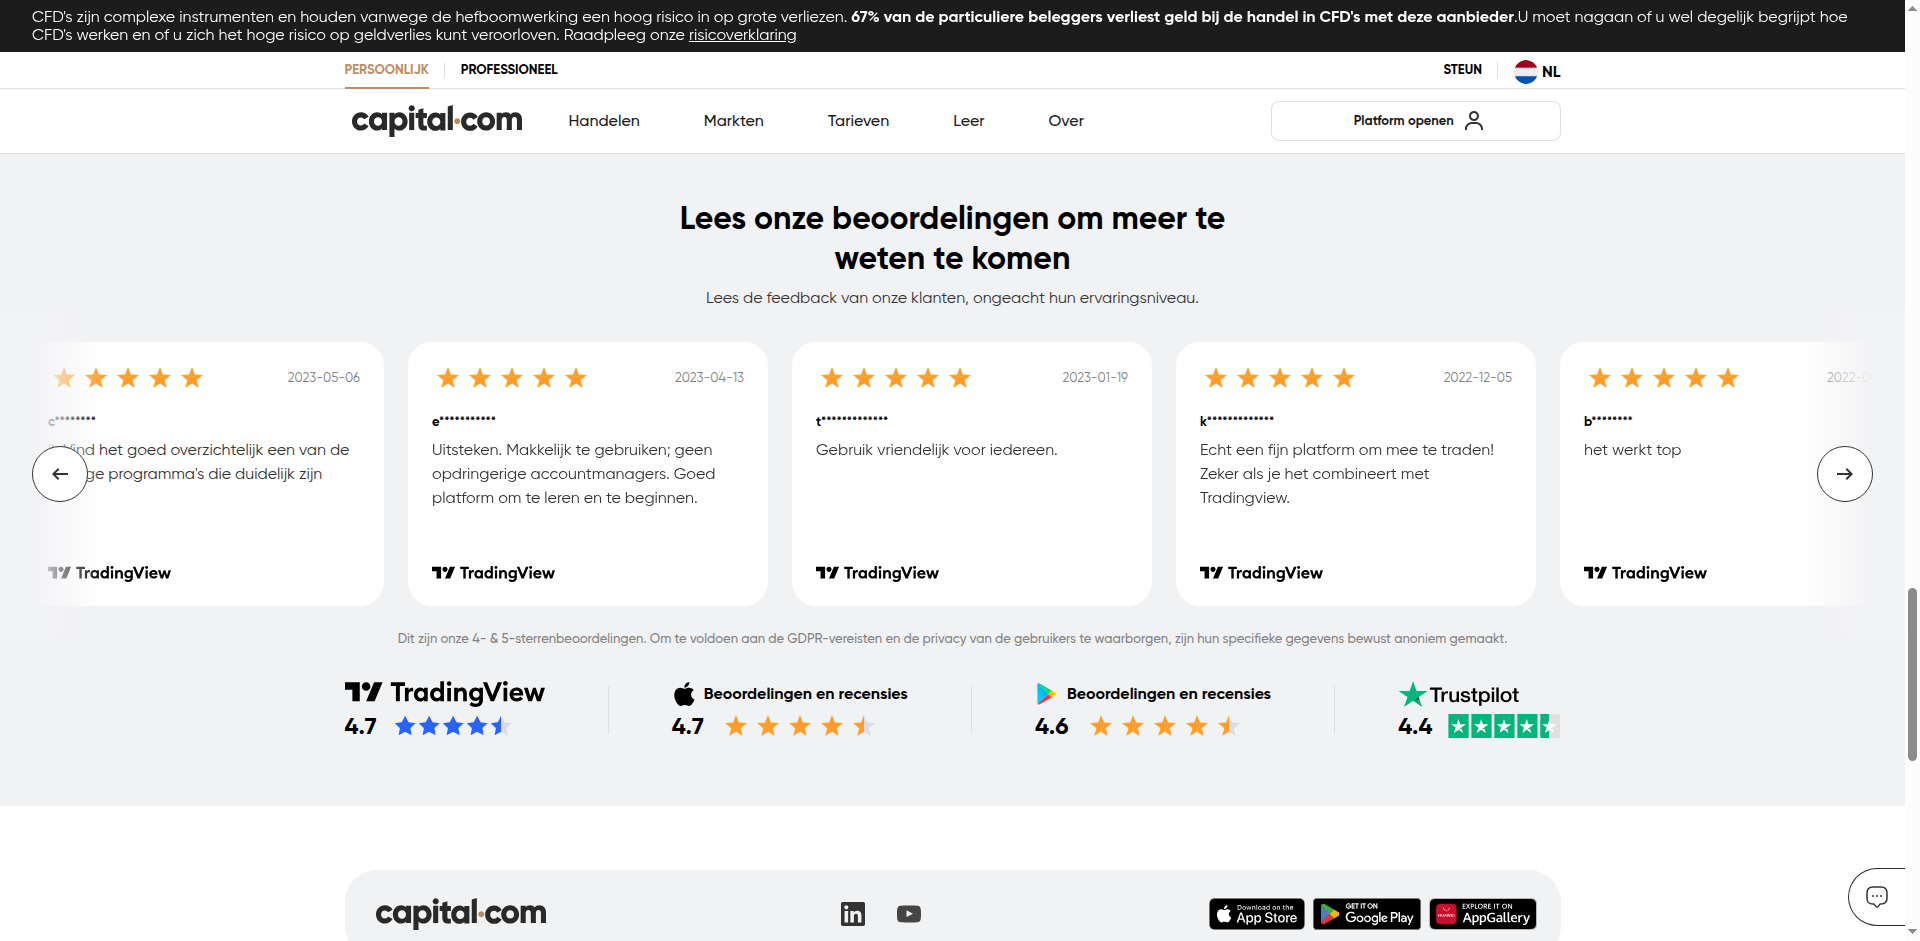 CFD's zijn complexe instrumenten en houden vanwege de hefboomwerking een hoog risico in op grote verliezen. 67% van de particuliere beleggers verliest geld bij de handel in CFD's met deze aanbieder.U moet nagaan of u wel degelijk begrijpt hoe
CFD's werken en of u zich het hoge risico op geldverlies kunt veroorloven. Raadpleeg onze risicoverklaring
PERSOONLIJK PROFESSIONEEL STEUN NL
capital.com Handelen Markten Tarieven Leer Over Platform openen
Lees onze beoordelingen om meer te
weten te komen
Lees de feedback van onze klanten, ongeacht hun ervaringsniveau.
2023-05-06
c********
find het goed overzichtelijk een van de
programma's die duidelijk zijn
TradingView
2023-04-13
e***********
Uitsteken. Makkelijk te gebruiken; geen
opdringerige accountmanagers. Goed
platform om te leren en te beginnen.
TradingView
2023-01-19
t*************
Gebruik vriendelijk voor iedereen.
TradingView
2022-12-05
k*************
Echt een fijn platform om mee te traden!
Zeker als je het combineert met
Tradingview.
TradingView
2022-
b********
het werkt top
TradingView
Dit zijn onze 4- & 5-sterrenbeoordelingen. Om te voldoen aan de GDPR-vereisten en de privacy van de gebruikers te waarborgen, zijn hun specifieke gegevens bewust anoniem gemaakt.
TradingView
4.7
Beoordelingen en recensies
4.7
Beoordelingen en recensies
4.6
Trustpilot
4.4
capital.com
in
Download on the
App Store
GET IT ON
Google Play
HUAWEI
EXPLORE IT ON
AppGallery